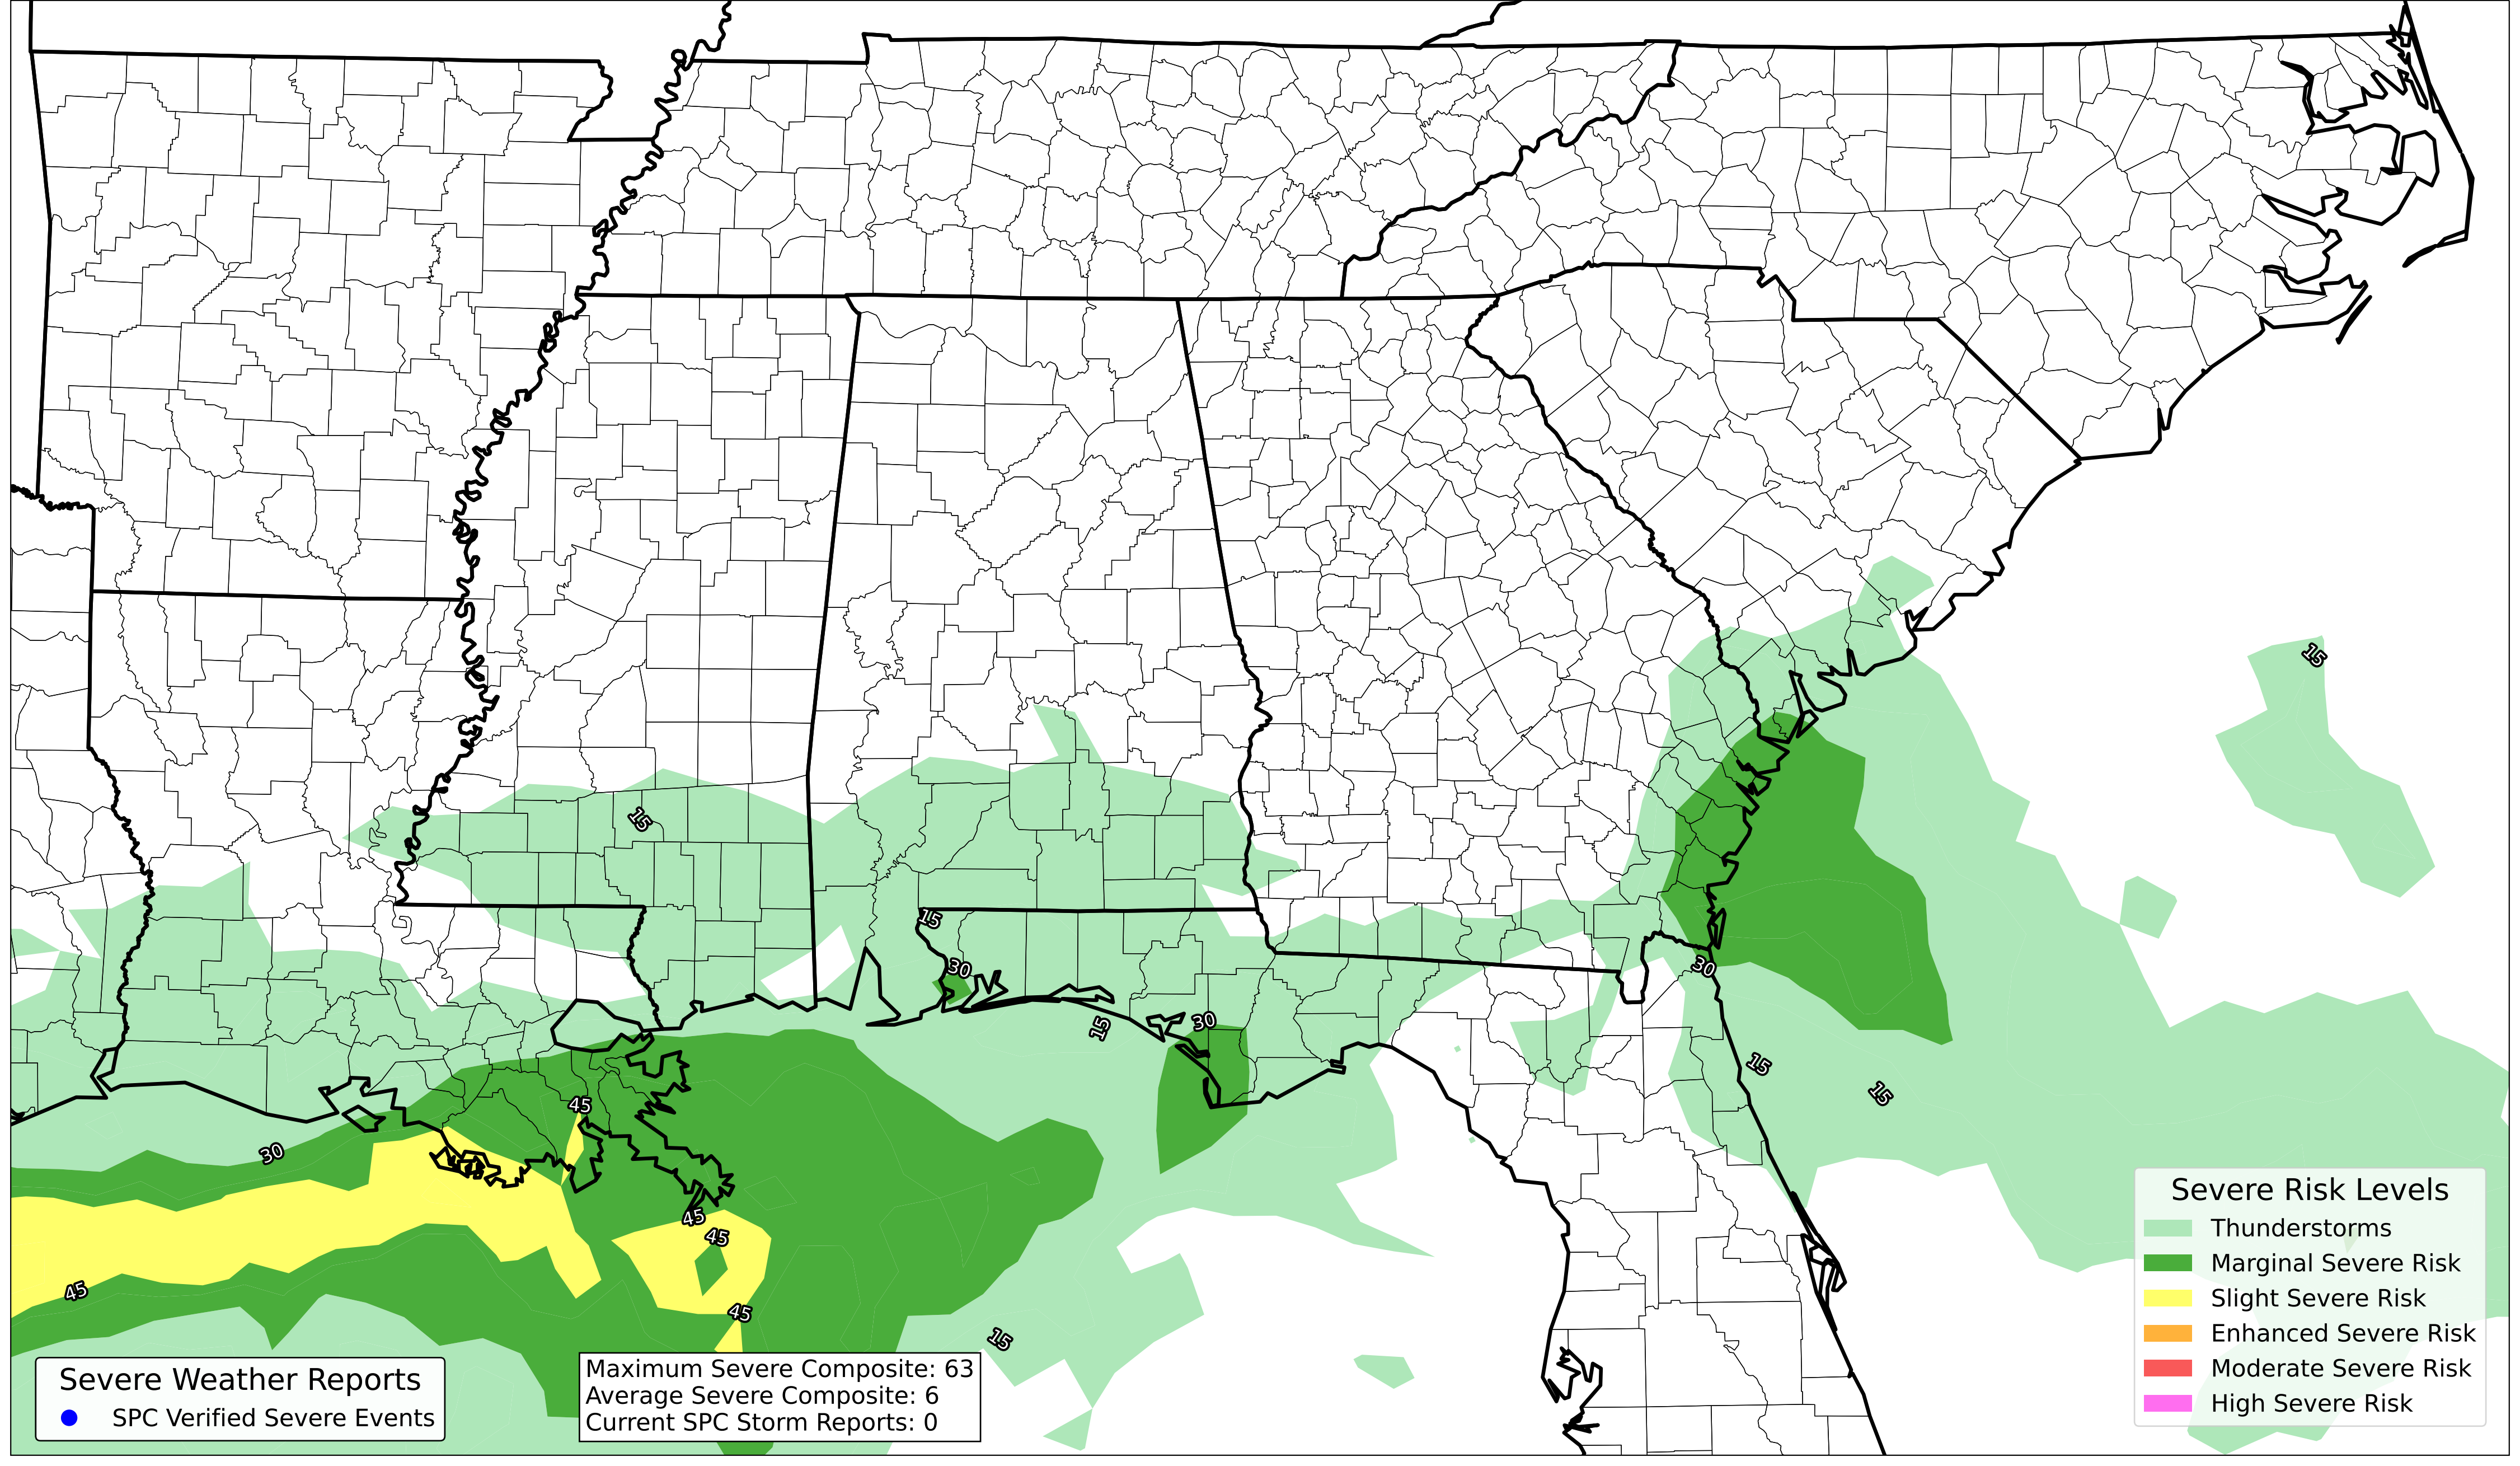 15
15
15
30
30
30
15
15
15
45
30
45
45
45
45
15
Severe Risk Levels
Thunderstorms
Marginal Severe Risk
Slight Severe Risk
Enhanced Severe Risk
Moderate Severe Risk
High Severe Risk
Severe Weather Reports
SPC Verified Severe Events
Maximum Severe Composite: 63
Average Severe Composite: 6
Current SPC Storm Reports: 0